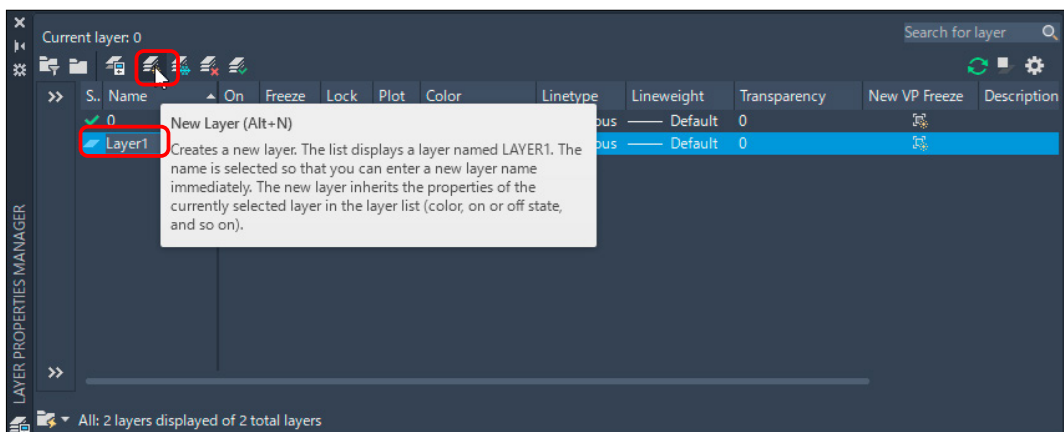 Current layer: 0
Search for layer
S.. Name On Freeze Lock Plot Color Linetype Lineweight Transparency New VP Freeze Description
0 ous Default 0
Layer1 ous Default 0
New Layer (Alt+N)
Creates a new layer. The list displays a layer named LAYER1. The
name is selected so that you can enter a new layer name
immediately. The new layer inherits the properties of the
currently selected layer in the layer list (color, on or off state,
and so on).
LAYER PROPERTIES MANAGER
All: 2 layers displayed of 2 total layers